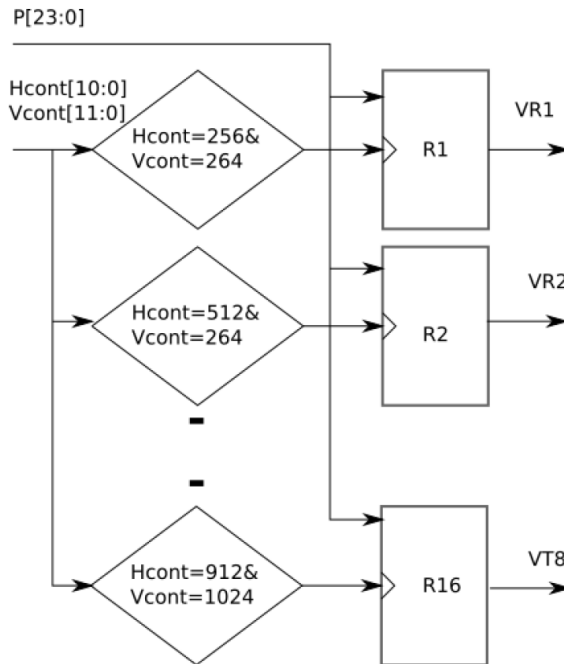 P[23:0]
Hcont[10:0]
Vcont[11:0]
Hcont=256&
Vcont=264
R1
VR1
Hcont=512&
Vcont=264
R2
VR2
Hcont=912&
Vcont=1024
R16
VT8